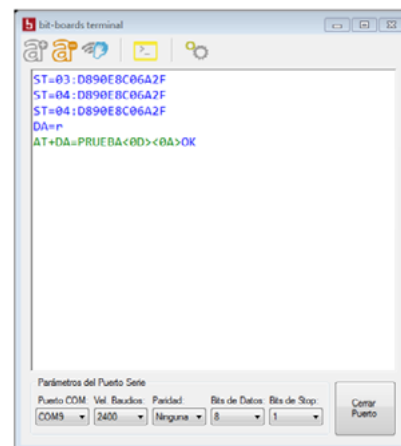 bit-boards terminal
ST=03:D890E8C06A2F
ST=04:D890E8C06A2F
ST=04:D890E8C06A2F
DA=r
AT+DA=PRUEBA<0D><0A>OK
Parámetros del Puerto Serie
Puerto COM: Vel. Baudios: Paridad: Bits de Datos: Bits de Stop:
COM9 2400 Ninguna 8 1
Cerrar
Puerto